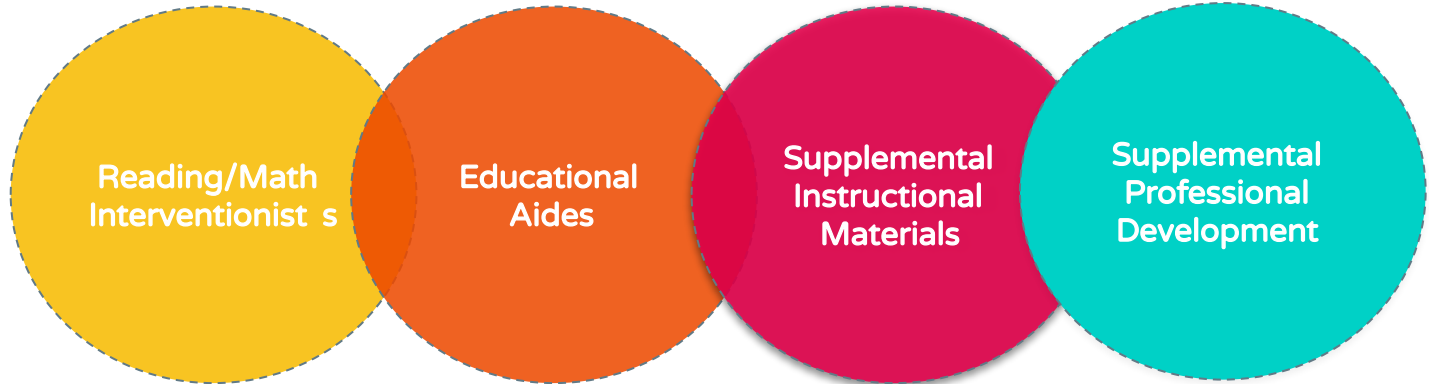 Reading/Math
Interventionist s
Educational
Aides
Supplemental
Instructional
Materials
Supplemental
Professional
Development